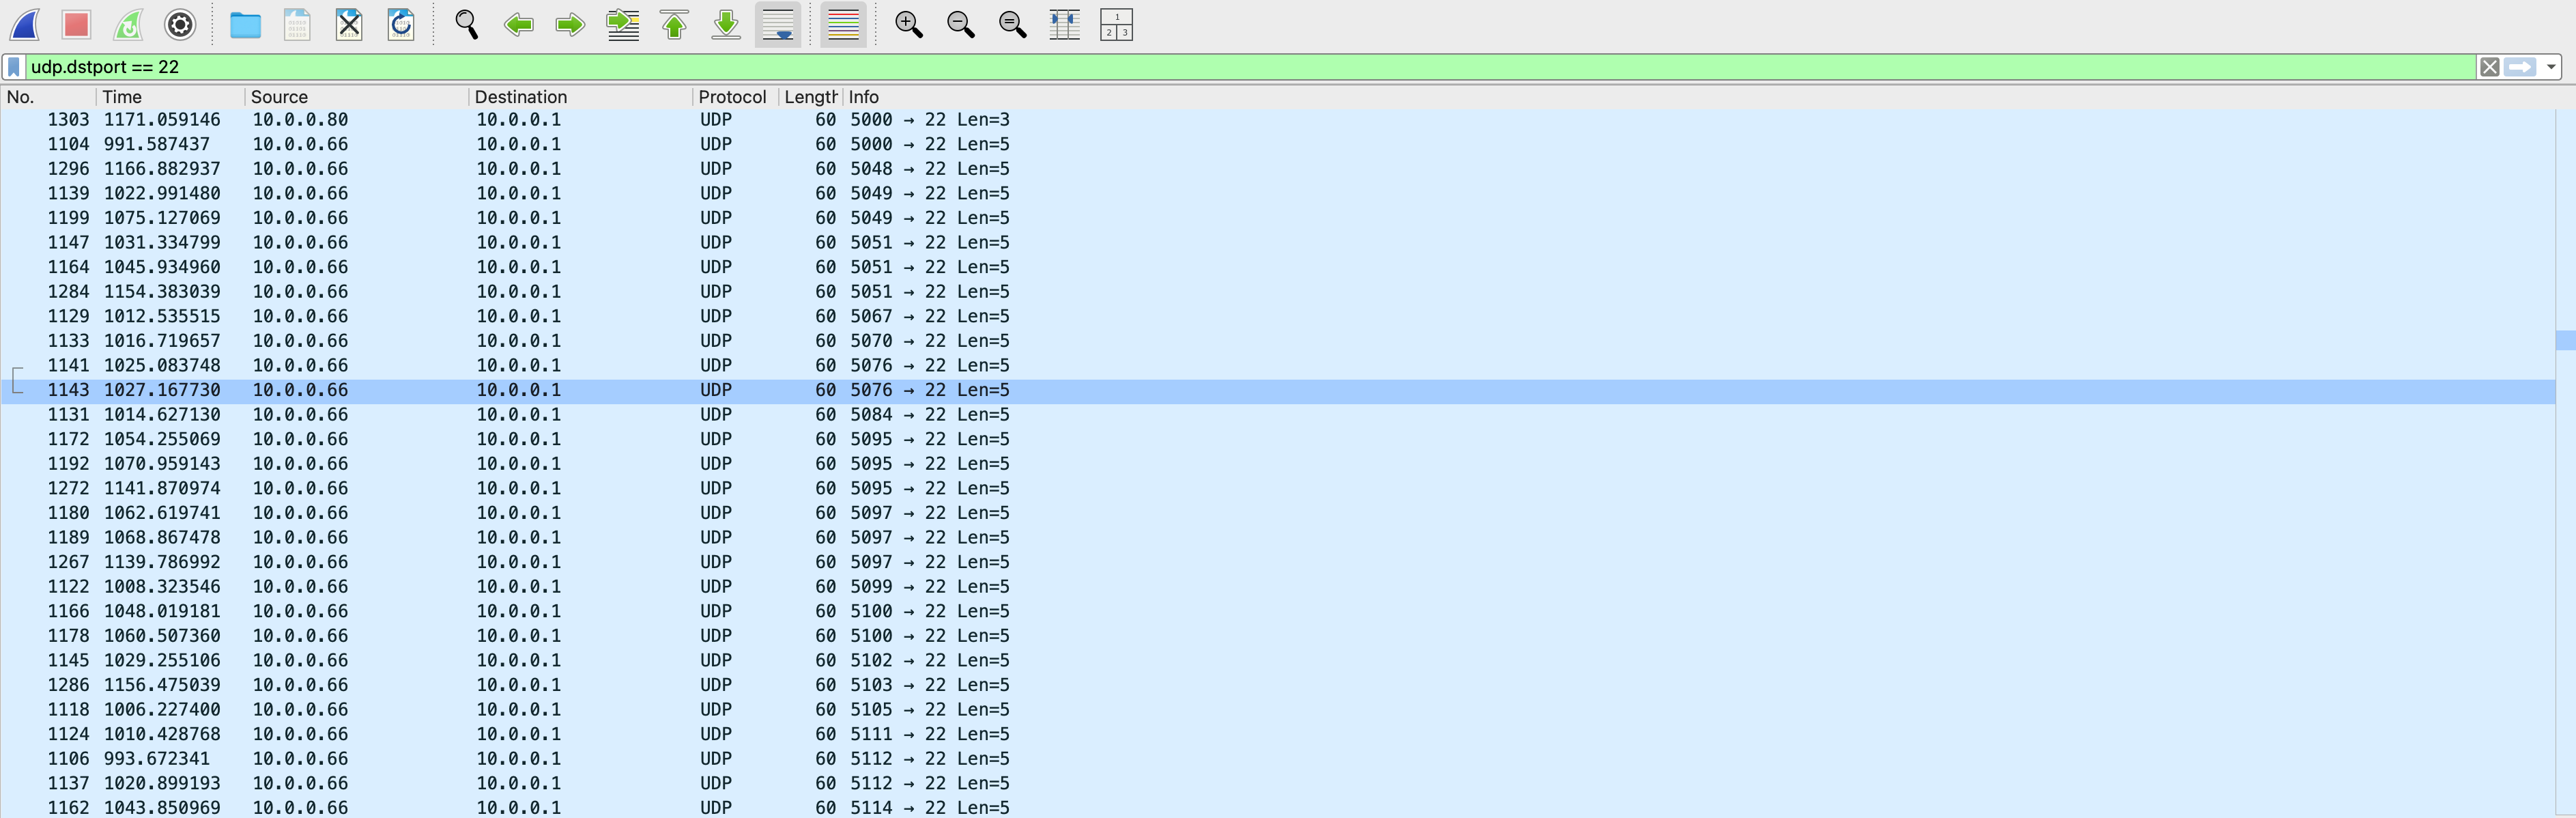 udp.dstport == 22
No. Time Source Destination Protocol Length Info
1303 1171.059146 10.0.0.80 10.0.0.1 UDP 60 5000 → 22 Len=3
1104 991.587437 10.0.0.66 10.0.0.1 UDP 60 5000 → 22 Len=5
1296 1166.882937 10.0.0.66 10.0.0.1 UDP 60 5048 → 22 Len=5
1139 1022.991480 10.0.0.66 10.0.0.1 UDP 60 5049 → 22 Len=5
1199 1075.127069 10.0.0.66 10.0.0.1 UDP 60 5049 → 22 Len=5
1147 1031.334799 10.0.0.66 10.0.0.1 UDP 60 5051 → 22 Len=5
1164 1045.934960 10.0.0.66 10.0.0.1 UDP 60 5051 → 22 Len=5
1284 1154.383039 10.0.0.66 10.0.0.1 UDP 60 5051 → 22 Len=5
1129 1012.535515 10.0.0.66 10.0.0.1 UDP 60 5067 → 22 Len=5
1133 1016.719657 10.0.0.66 10.0.0.1 UDP 60 5070 → 22 Len=5
1141 1025.083748 10.0.0.66 10.0.0.1 UDP 60 5076 → 22 Len=5
1143 1027.167730 10.0.0.66 10.0.0.1 UDP 60 5076 → 22 Len=5
1131 1014.627130 10.0.0.66 10.0.0.1 UDP 60 5084 → 22 Len=5
1172 1054.255069 10.0.0.66 10.0.0.1 UDP 60 5095 → 22 Len=5
1192 1070.959143 10.0.0.66 10.0.0.1 UDP 60 5095 → 22 Len=5
1272 1141.870974 10.0.0.66 10.0.0.1 UDP 60 5095 → 22 Len=5
1180 1062.619741 10.0.0.66 10.0.0.1 UDP 60 5097 → 22 Len=5
1189 1068.867478 10.0.0.66 10.0.0.1 UDP 60 5097 → 22 Len=5
1267 1139.786992 10.0.0.66 10.0.0.1 UDP 60 5097 → 22 Len=5
1122 1008.323546 10.0.0.66 10.0.0.1 UDP 60 5099 → 22 Len=5
1166 1048.019181 10.0.0.66 10.0.0.1 UDP 60 5100 → 22 Len=5
1178 1060.507360 10.0.0.66 10.0.0.1 UDP 60 5100 → 22 Len=5
1145 1029.255106 10.0.0.66 10.0.0.1 UDP 60 5102 → 22 Len=5
1286 1156.475039 10.0.0.66 10.0.0.1 UDP 60 5103 → 22 Len=5
1118 1006.227400 10.0.0.66 10.0.0.1 UDP 60 5105 → 22 Len=5
1124 1010.428768 10.0.0.66 10.0.0.1 UDP 60 5111 → 22 Len=5
1106 993.672341 10.0.0.66 10.0.0.1 UDP 60 5112 → 22 Len=5
1137 1020.899193 10.0.0.66 10.0.0.1 UDP 60 5112 → 22 Len=5
1162 1043.850969 10.0.0.66 10.0.0.1 UDP 60 5114 → 22 Len=5